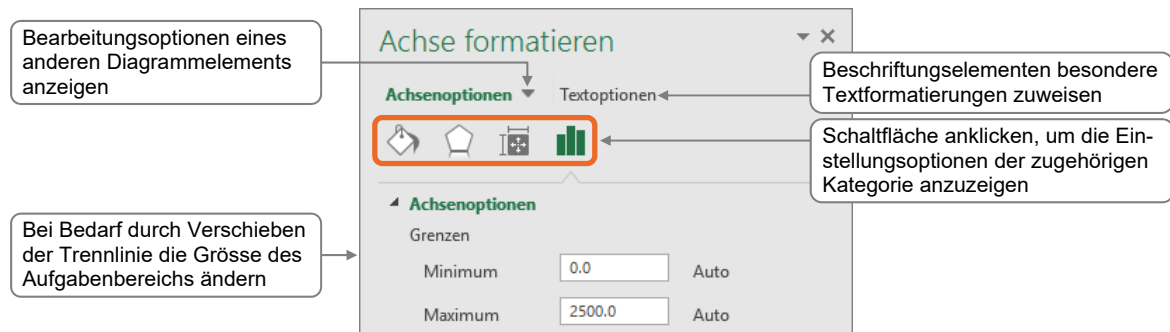 Bearbeitungsoptionen eines
anderen Diagrammelements
anzeigen
Bei Bedarf durch Verschieben
der Trennlinie die Grösse des
Aufgabenbereichs ändern
Achse formatieren
Achsenoptionen
Textoptionen
Achsenoptionen
Grenzen
Minimum 0.0 Auto
Maximum 2500.0 Auto
Beschriftungselementen besondere
Textformatierungen zuweisen
Schaltfläche anklicken, um die Ein-
stellungsoptionen der zugehörigen
Kategorie anzuzeigen